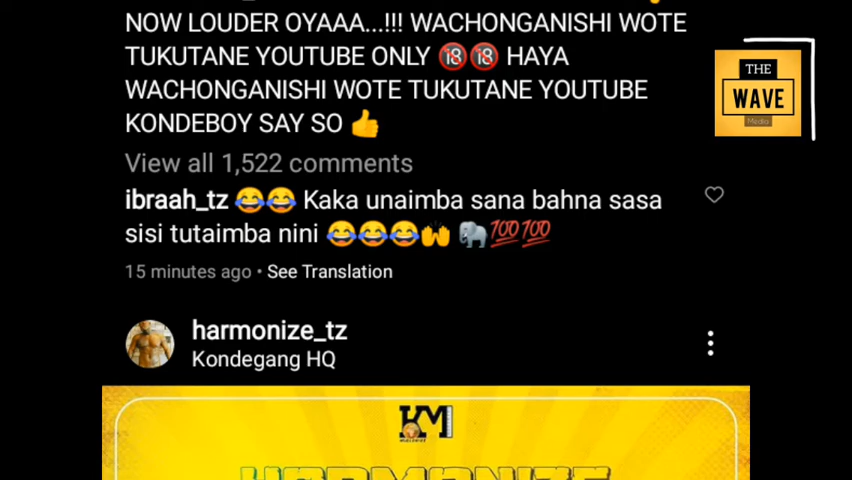 NOW LOUDER OYAAA...!!! WACHONGANISHI WOTE
TUKUTANE YOUTUBE ONLY 🔞🔞 HAYA
WACHONGANISHI WOTE TUKUTANE YOUTUBE
KONDEBOY SAY SO 👍
View all 1,522 comments
ibraah_tz 😂😂 Kaka unaimba sana bahna sasa
sisi tutaimba nini 😂😂😂🙌 🐘💯💯
15 minutes ago • See Translation
harmonize_tz
Kondegang HQ
KM
HARMONIZE
THE
WAVE
Media